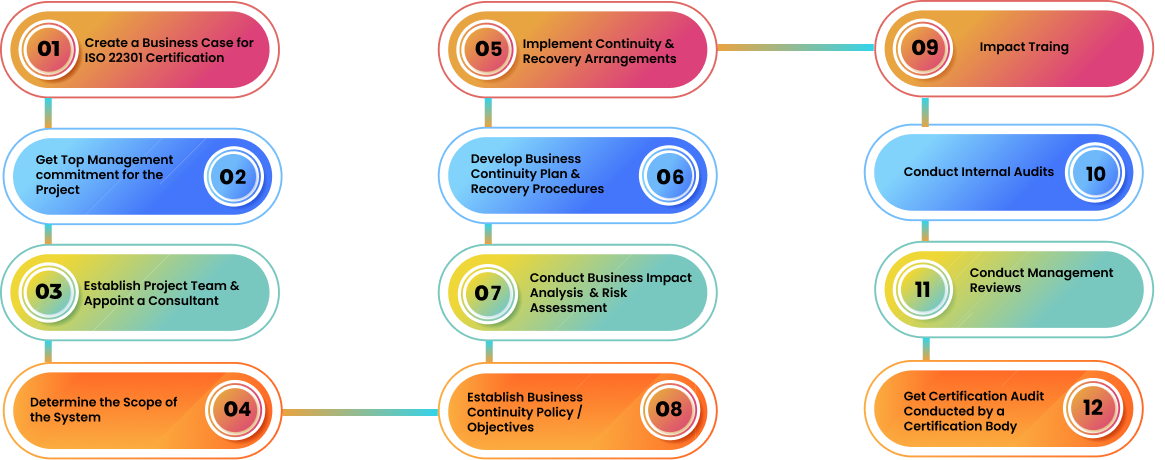 01
Create a Business Case for
ISO 22301 Certification
Get Top Management
commitment for the
Project
02
03
Establish Project Team &
Appoint a Consultant
Determine the Scope of
the System
04
05
Implement Continuity &
Recovery Arrangements
Develop Business
Continuity Plan &
Recovery Procedures
06
07
Conduct Business Impact
Analysis & Risk
Assessment
Establish Business
Continuity Policy /
Objectives
08
09
Impact Traing
Conduct Internal Audits
10
11
Conduct Management
Reviews
Get Certification Audit
Conducted by a
Certification Body
12